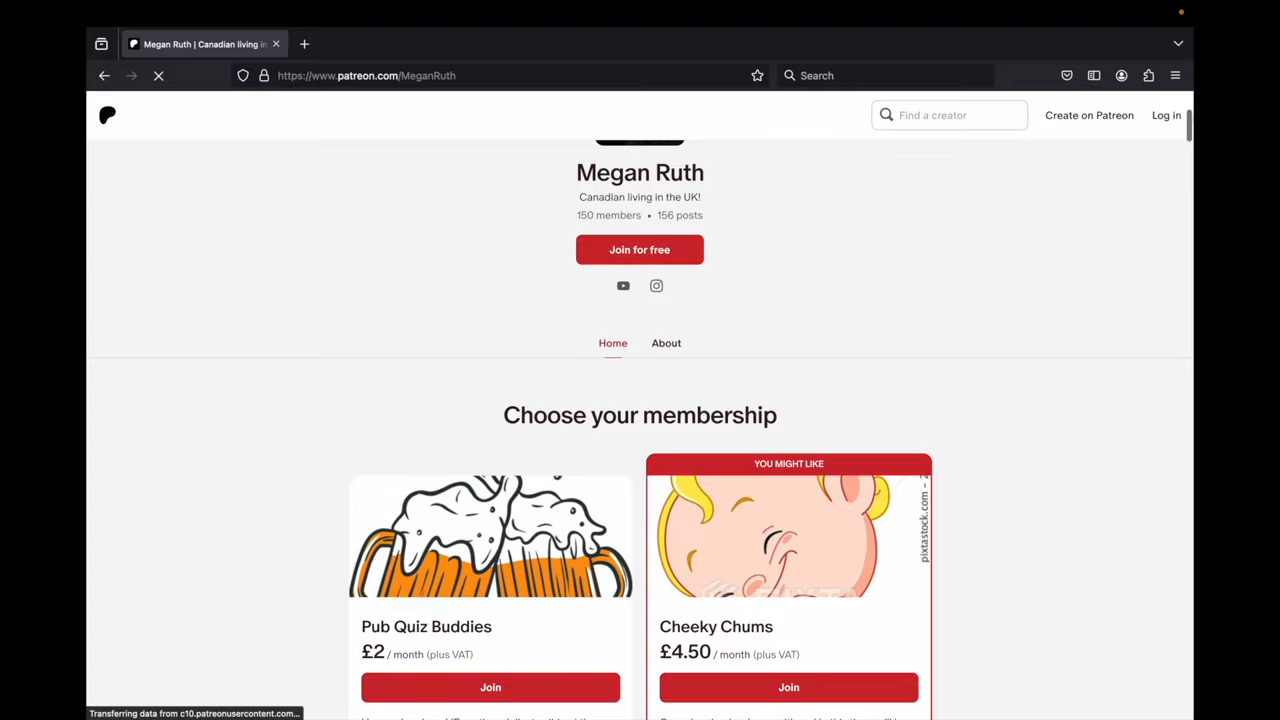 Megan Ruth | Canadian living in
https://www.patreon.com/MeganRuth
Search
Find a creator
Create on Patreon
Log in
Megan Ruth
Canadian living in the UK!
150 members • 156 posts
Join for free
Home
About
Choose your membership
YOU MIGHT LIKE
pixtastock.com –
Pub Quiz Buddies
£2 / month (plus VAT)
Join
Cheeky Chums
£4.50 / month (plus VAT)
Join
Transferring data from c10.patreonusercontent.com...